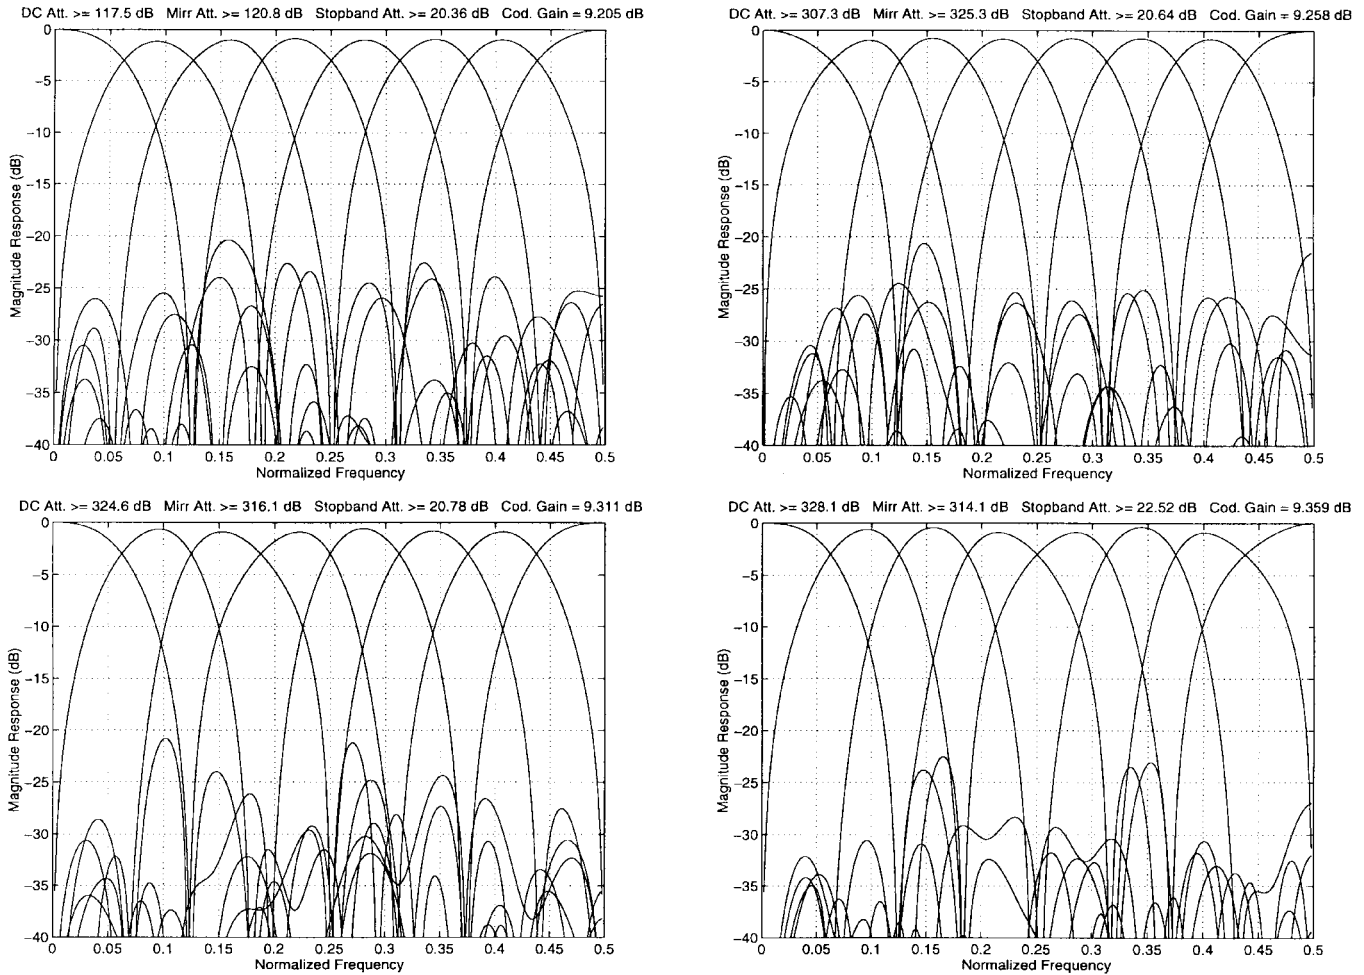 DC Att. >= 117.5 dB Mirr Att. >= 120.8 dB Stopband Att. >= 20.36 dB Cod. Gain = 9.205 dB
0
−5
−10
−15
−20
−25
−30
−35
−40
Magnitude Response (dB)
0 0.05 0.1 0.15 0.2 0.25 0.3 0.35 0.4 0.45 0.5
Normalized Frequency
DC Att. >= 307.3 dB Mirr Att. >= 325.3 dB Stopband Att. >= 20.64 dB Cod. Gain = 9.258 dB
0
−5
−10
−15
−20
−25
−30
−35
−40
Magnitude Response (dB)
0 0.05 0.1 0.15 0.2 0.25 0.3 0.35 0.4 0.45 0.5
Normalized Frequency
DC Att. >= 324.6 dB Mirr Att. >= 316.1 dB Stopband Att. >= 20.78 dB Cod. Gain = 9.311 dB
0
−5
−10
−15
−20
−25
−30
−35
−40
Magnitude Response (dB)
0 0.05 0.1 0.15 0.2 0.25 0.3 0.35 0.4 0.45 0.5
Normalized Frequency
DC Att. >= 328.1 dB Mirr Att. >= 314.1 dB Stopband Att. >= 22.52 dB Cod. Gain = 9.359 dB
0
−5
−10
−15
−20
−25
−30
−35
−40
Magnitude Response (dB)
0 0.05 0.1 0.15 0.2 0.25 0.3 0.35 0.4 0.45 0.5
Normalized Frequency